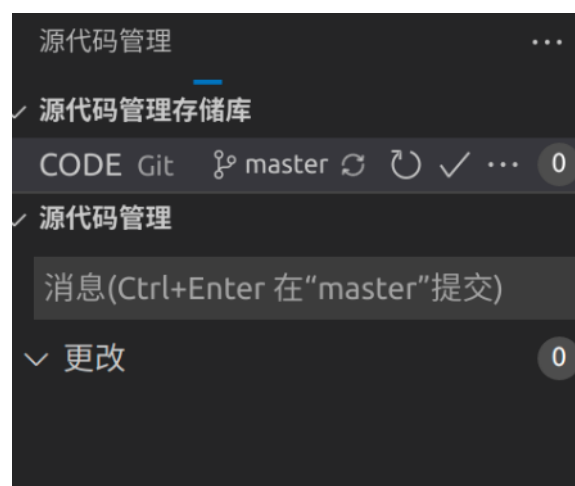 源代码管理 ...
源代码管理存储库
CODE Git master ... 0
源代码管理
消息(Ctrl+Enter 在“master”提交)
更改 0